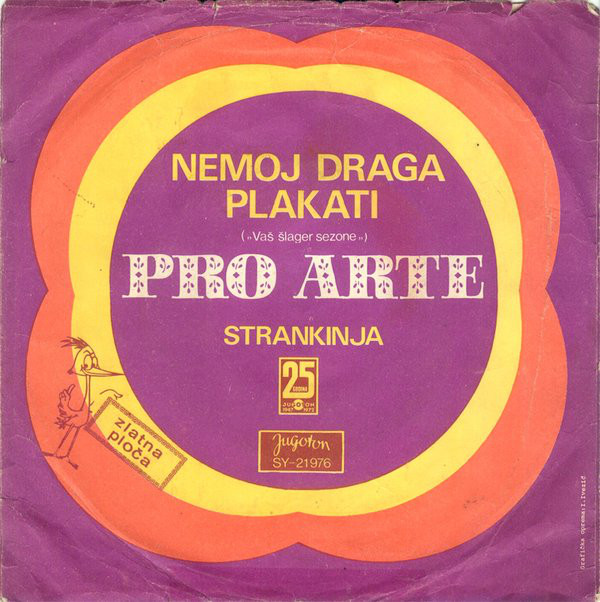 NEMOJ DRAGA
PLAKATI
(»Vaš šlager sezone»)
PRO ARTE
STRANKINJA
25
GODINA
JUGOTON
1947 1972
Jugoton
SY-21976
zlatna
ploča
Grafička oprema:I.Ivezić